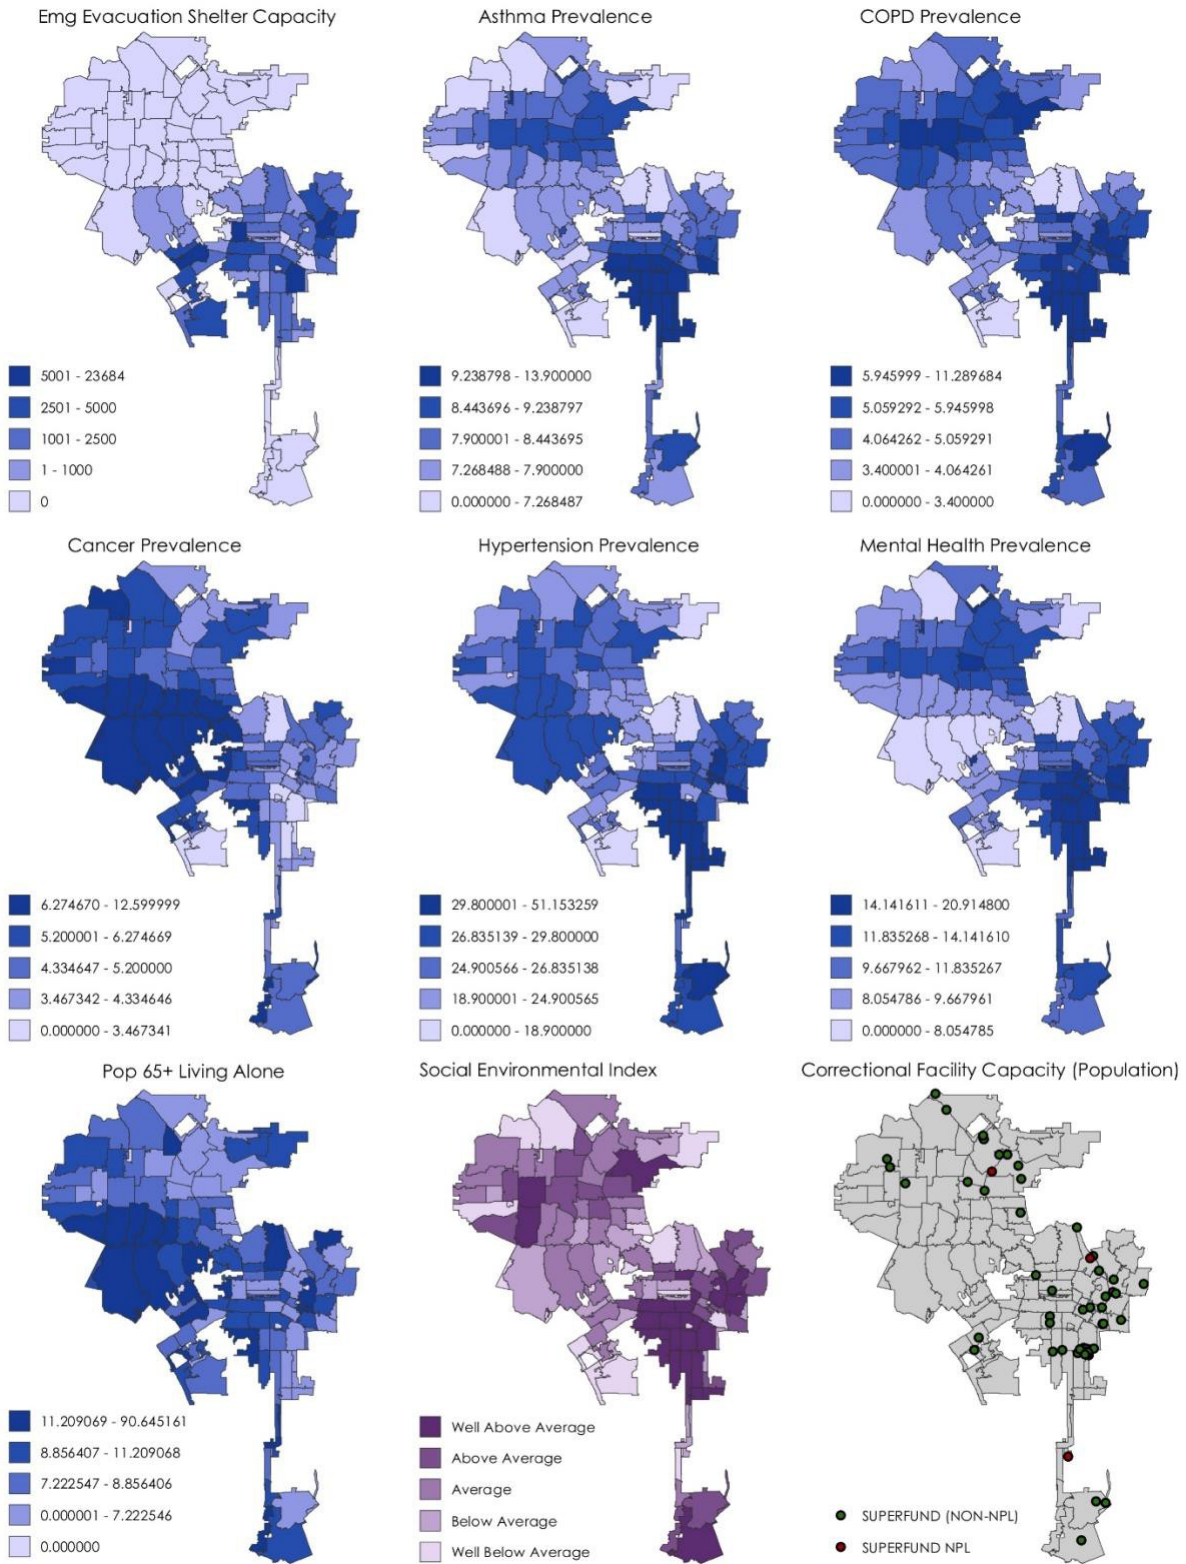 Emg Evacuation Shelter Capacity
5001 - 23684
2501 - 5000
1001 - 2500
1 - 1000
0
Asthma Prevalence
9.238798 - 13.900000
8.443696 - 9.238797
7.900001 - 8.443695
7.268488 - 7.900000
0.000000 - 7.268487
COPD Prevalence
5.945999 - 11.289684
5.059292 - 5.945998
4.064262 - 5.059291
3.400001 - 4.064261
0.000000 - 3.400000
Cancer Prevalence
6.274670 - 12.599999
5.200001 - 6.274669
4.334647 - 5.200000
3.467342 - 4.334646
0.000000 - 3.467341
Hypertension Prevalence
29.800001 - 51.153259
26.835139 - 29.800000
24.900566 - 26.835138
18.900001 - 24.900565
0.000000 - 18.900000
Mental Health Prevalence
14.141611 - 20.914800
11.835268 - 14.141610
9.667962 - 11.835267
8.054786 - 9.667961
0.000000 - 8.054785
Pop 65+ Living Alone
11.209069 - 90.645161
8.856407 - 11.209068
7.222547 - 8.856406
0.000001 - 7.222546
0.000000
Social Environmental Index
Well Above Average
Above Average
Average
Below Average
Well Below Average
Correctional Facility Capacity (Population)
SUPERFUND (NON-NPL)
SUPERFUND NPL